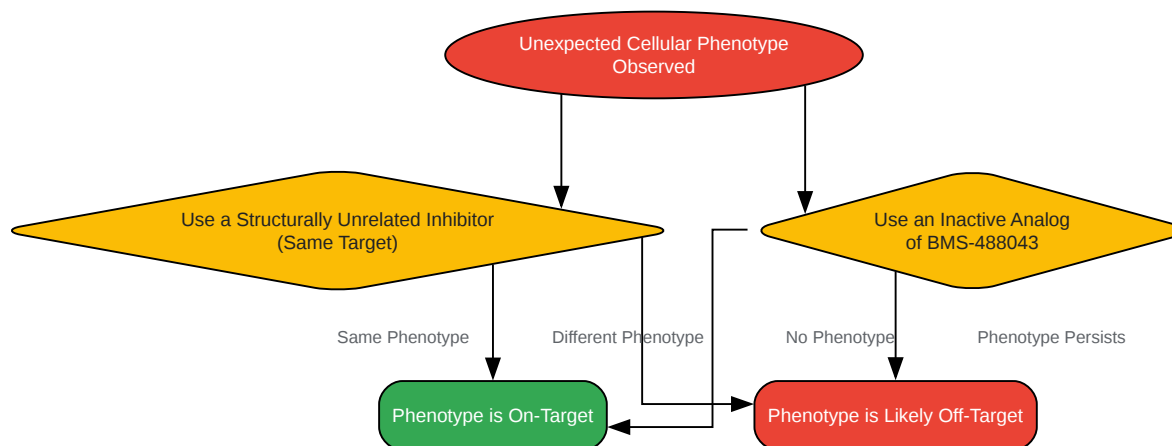 Unexpected Cellular Phenotype
Observed
Use a Structurally Unrelated Inhibitor
(Same Target)
Use an Inactive Analog
of BMS-488043
Same Phenotype
Different Phenotype
No Phenotype
Phenotype Persists
Phenotype is On-Target
Phenotype is Likely Off-Target